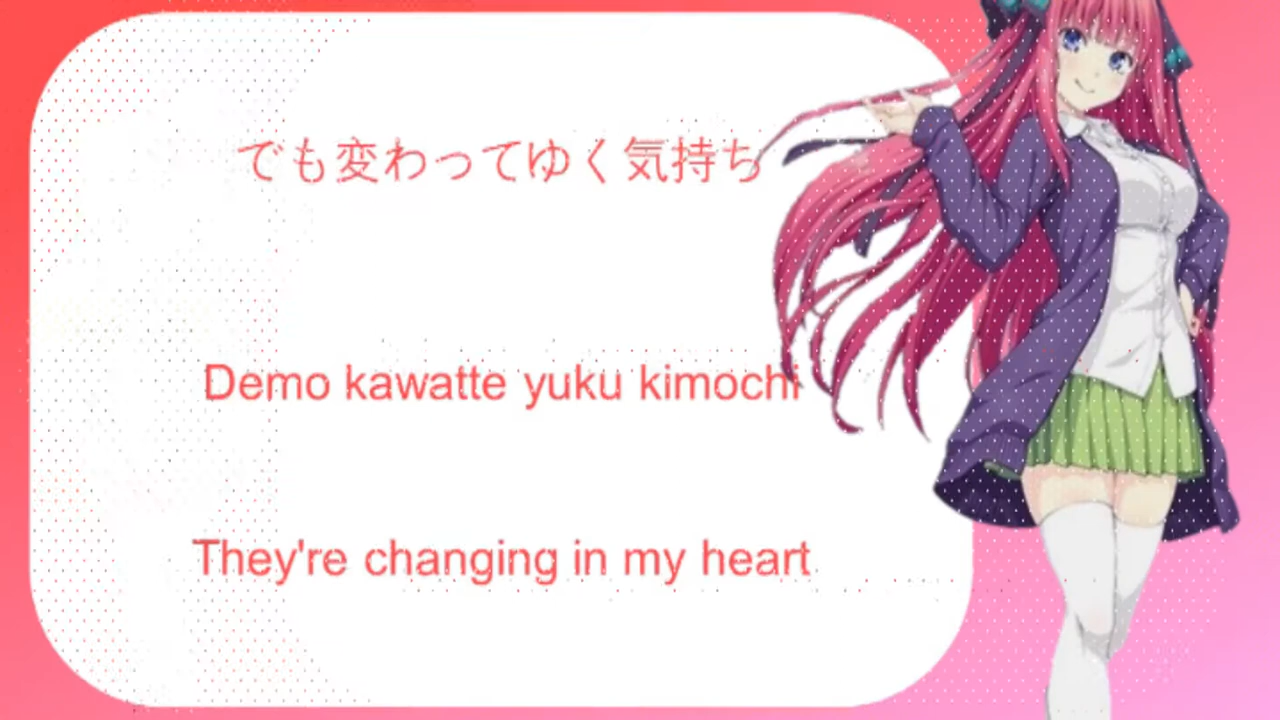 でも変わってゆく気持ち
Demo kawatte yuku kimochi
They're changing in my heart